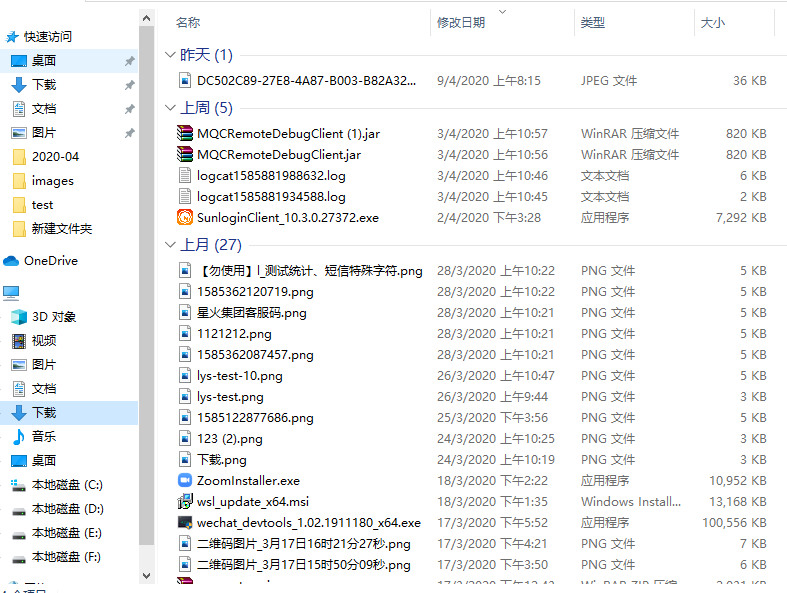 名称 修改日期 类型 大小
快速访问
桌面
下载
文档
图片
2020-04
images
test
新建文件夹
OneDrive
3D 对象
视频
图片
文档
下载
音乐
桌面
本地磁盘 (C:)
本地磁盘 (D:)
本地磁盘 (E:)
本地磁盘 (F:)
昨天 (1)
DC502C89-27E8-4A87-B003-B82A32... 9/4/2020 上午8:15 JPEG 文件 36 KB
上周 (5)
MQCRemoteDebugClient (1).jar 3/4/2020 上午10:57 WinRAR 压缩文件 820 KB
MQCRemoteDebugClient.jar 3/4/2020 上午10:56 WinRAR 压缩文件 820 KB
logcat1585881988632.log 3/4/2020 上午10:46 文本文档 6 KB
logcat1585881934588.log 3/4/2020 上午10:45 文本文档 2 KB
SunloginClient_10.3.0.27372.exe 2/4/2020 下午3:28 应用程序 7,292 KB
上月 (27)
【勿使用】l_测试统计、短信特殊字符.png 28/3/2020 上午10:22 PNG 文件 5 KB
1585362120719.png 28/3/2020 上午10:22 PNG 文件 5 KB
星火集团客服码.png 28/3/2020 上午10:21 PNG 文件 5 KB
1121212.png 28/3/2020 上午10:21 PNG 文件 5 KB
1585362087457.png 28/3/2020 上午10:21 PNG 文件 5 KB
lys-test-10.png 26/3/2020 上午10:47 PNG 文件 5 KB
lys-test.png 26/3/2020 上午9:44 PNG 文件 3 KB
1585122877686.png 25/3/2020 下午3:56 PNG 文件 5 KB
123 (2).png 24/3/2020 上午10:25 PNG 文件 3 KB
下载.png 24/3/2020 上午10:19 PNG 文件 3 KB
ZoomInstaller.exe 18/3/2020 下午2:22 应用程序 10,952 KB
wsl_update_x64.msi 18/3/2020 下午1:35 Windows Install... 13,168 KB
wechat_devtools_1.02.1911180_x64.exe 17/3/2020 下午5:52 应用程序 100,556 KB
二维码图片_3月17日16时21分27秒.png 17/3/2020 下午4:21 PNG 文件 7 KB
二维码图片_3月17日15时50分09秒.png 17/3/2020 下午3:50 PNG 文件 6 KB